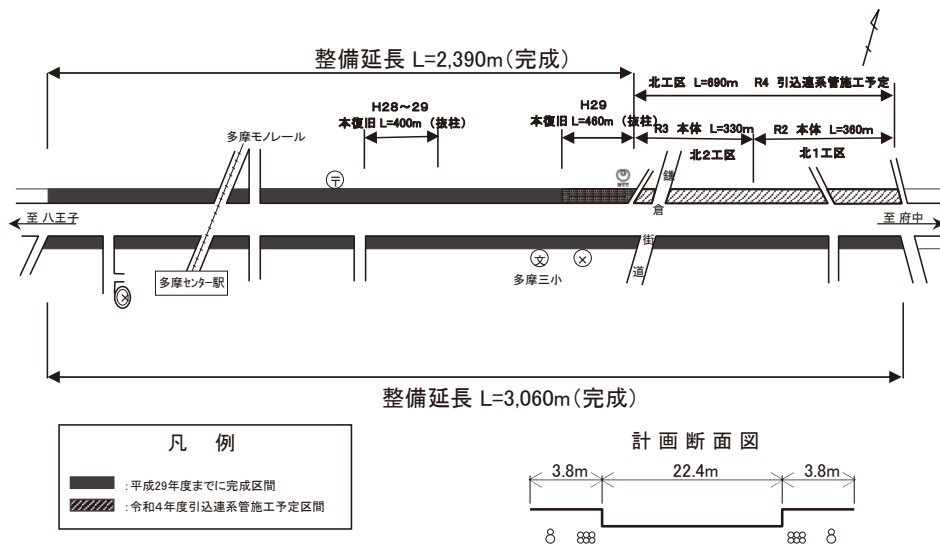 整備延長 L=2,390m(完成)
北工区 L=690m R4 引込連系管施工予定
H28~29
本復旧 L=400m (抜柱)
H29
本復旧 L=460m (抜柱)
R3 本体 L=330m
R2 本体 L=360m
北2工区
北1工区
多摩モノレール
〒
鎌倉街道
至 八王子
至 府中
多摩センター駅
文
多摩三小
整備延長 L=3,060m(完成)
凡 例
:平成29年度までに完成区間
:令和4年度引込連系管施工予定区間
計画断面図
3.8m
22.4m
3.8m